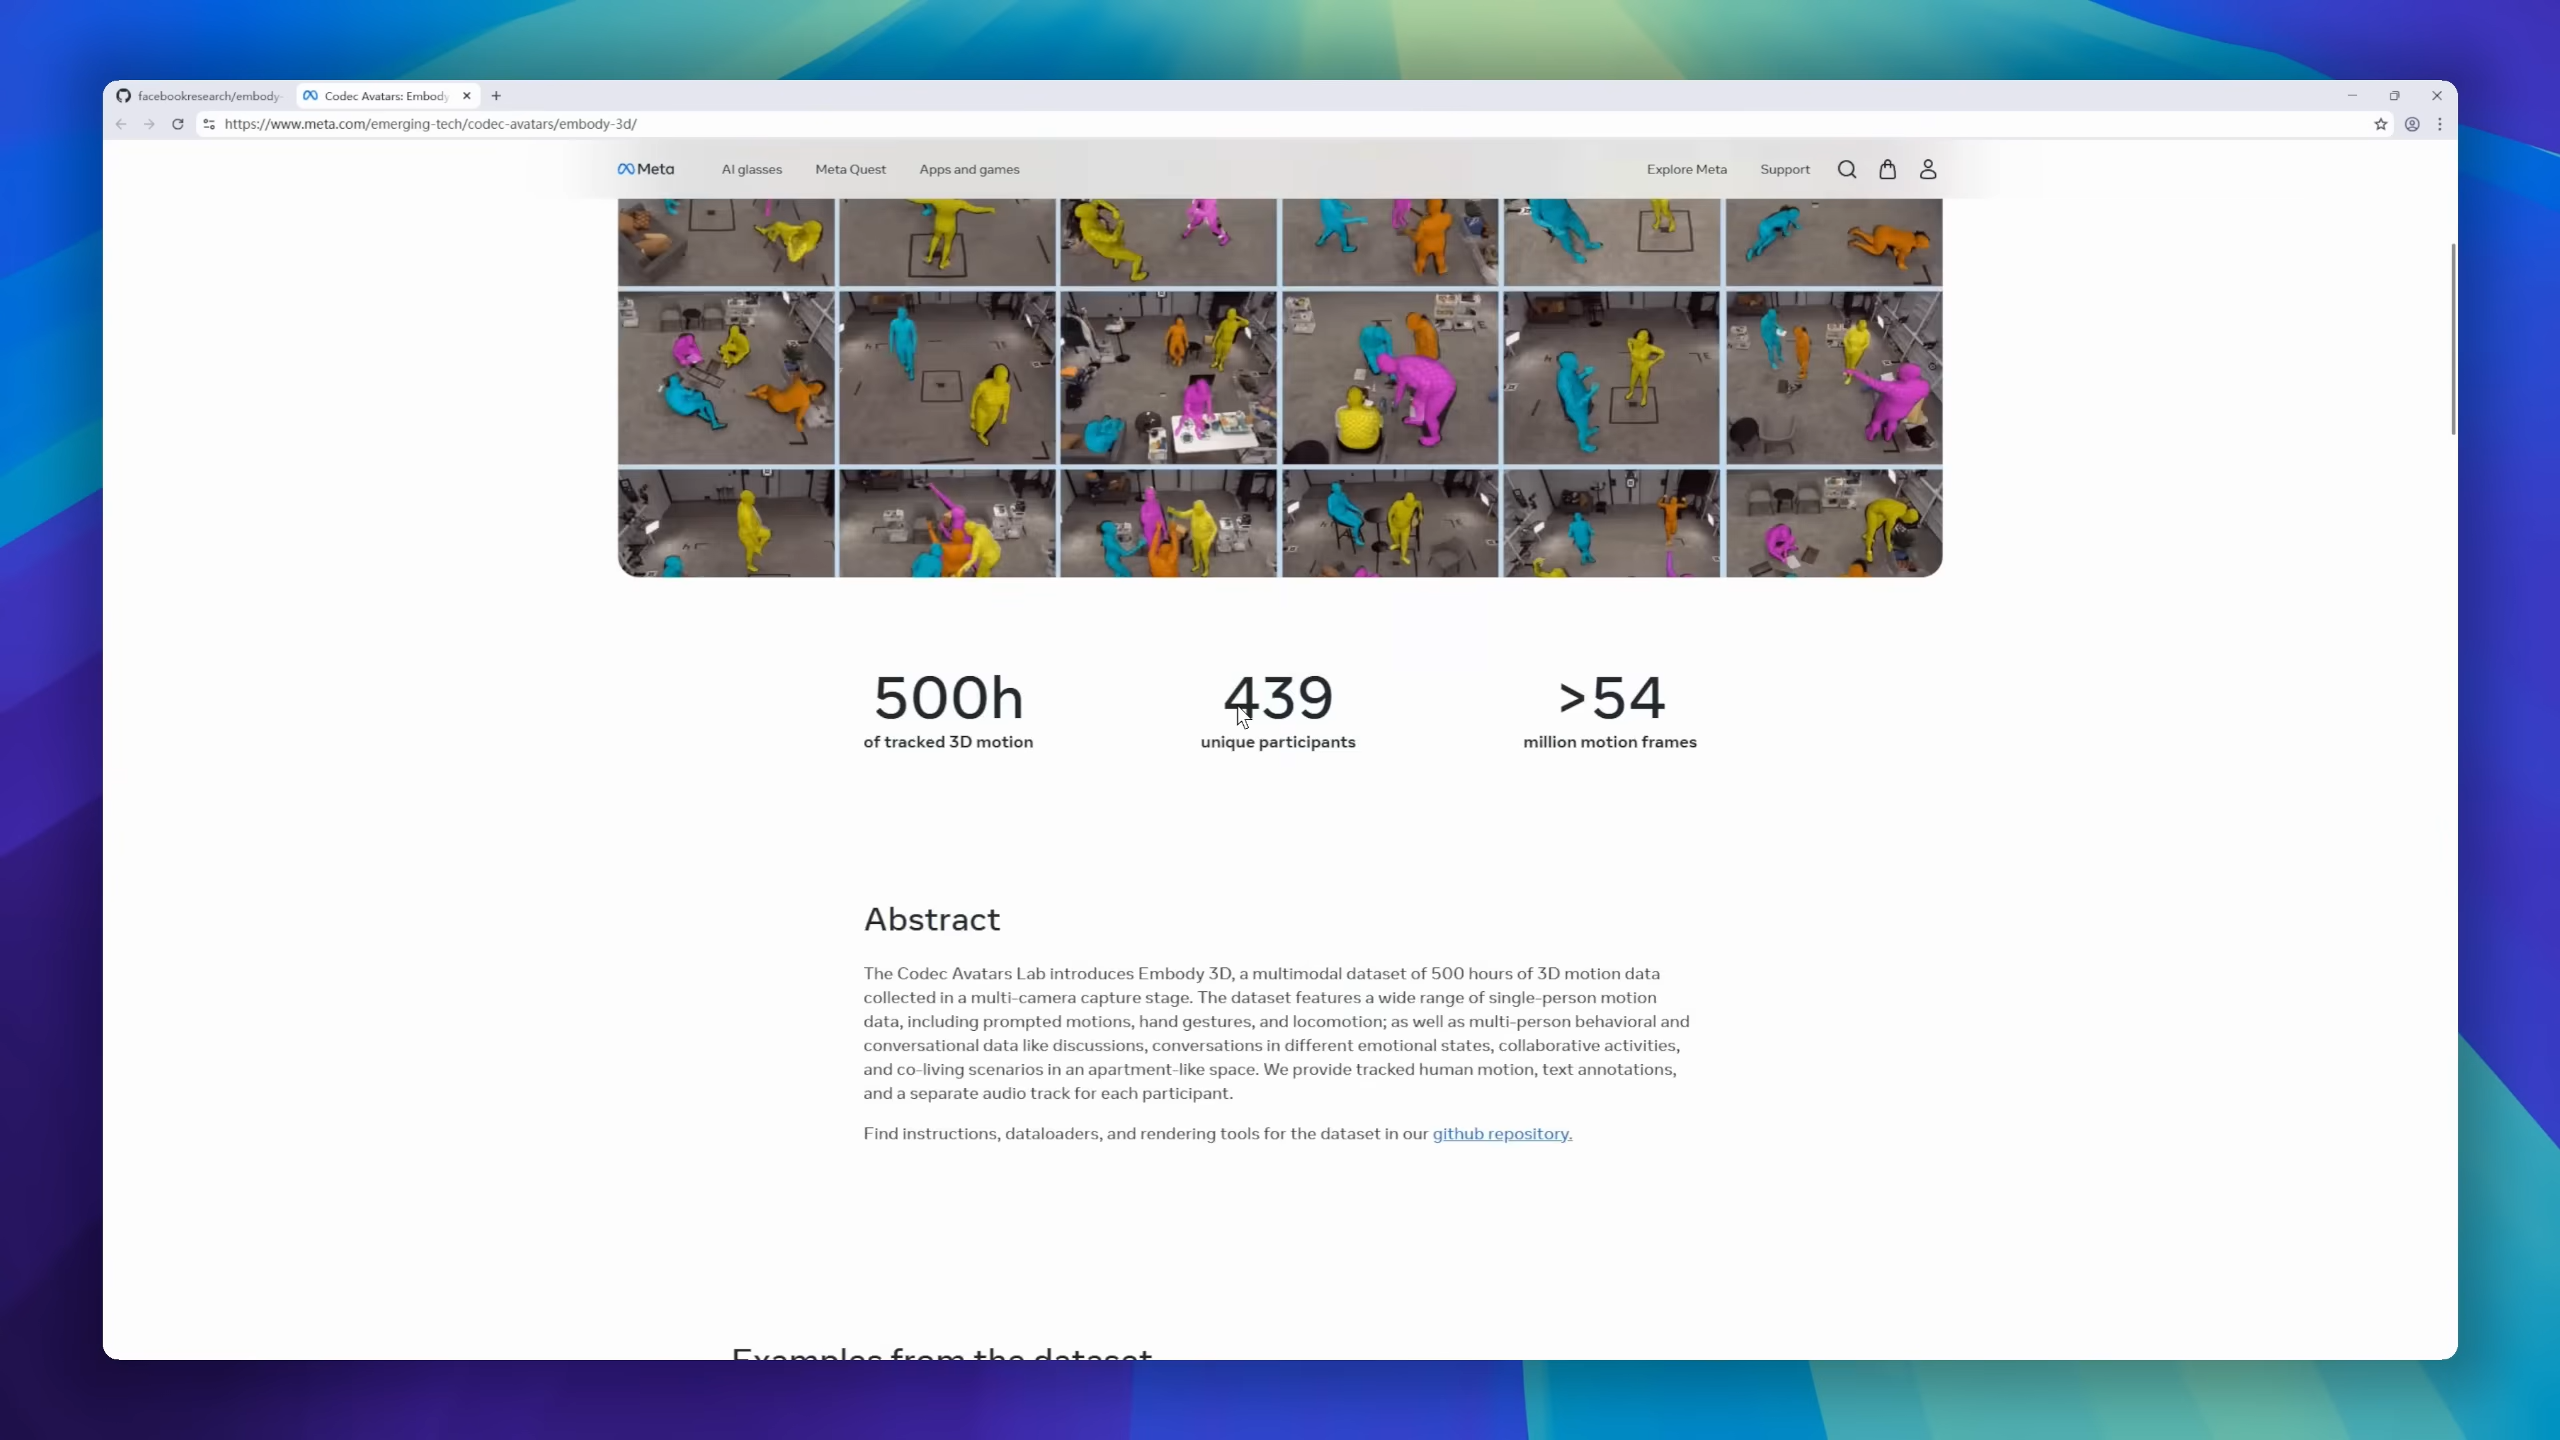 facebookresearch/embody-
Codec Avatars: Embody
https://www.meta.com/emerging-tech/codec-avatars/embody-3d/
Meta
AI glasses
Meta Quest
Apps and games
Explore Meta
Support
500h
of tracked 3D motion
439
unique participants
>54
million motion frames
Abstract
The Codec Avatars Lab introduces Embody 3D, a multimodal dataset of 500 hours of 3D motion data
collected in a multi-camera capture stage. The dataset features a wide range of single-person motion
data, including prompted motions, hand gestures, and locomotion; as well as multi-person behavioral and
conversational data like discussions, conversations in different emotional states, collaborative activities,
and co-living scenarios in an apartment-like space. We provide tracked human motion, text annotations,
and a separate audio track for each participant.
Find instructions, dataloaders, and rendering tools for the dataset in our github repository.
Examples from the dataset